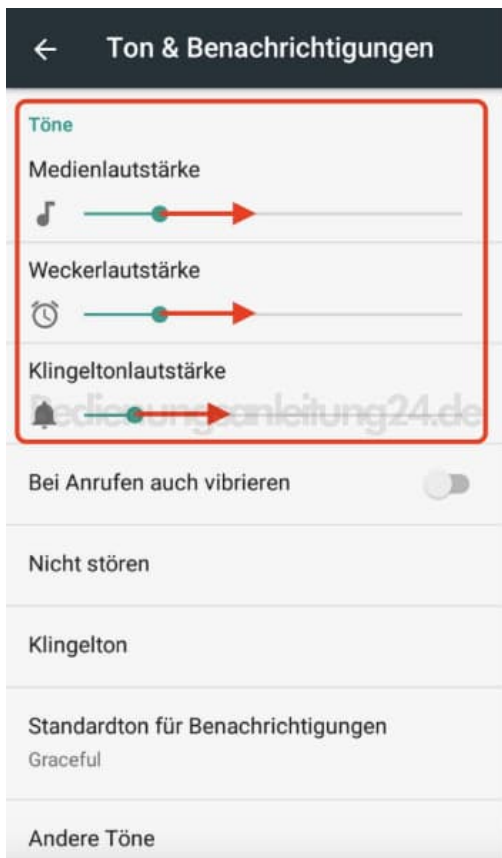 Ton & Benachrichtigungen
Töne
Medienlautstärke
Weckerlautstärke
Klingeltonlautstärke
Bedienungsanleitung24.de
Bei Anrufen auch vibrieren
Nicht stören
Klingelton
Standardton für Benachrichtigungen
Graceful
Andere Töne